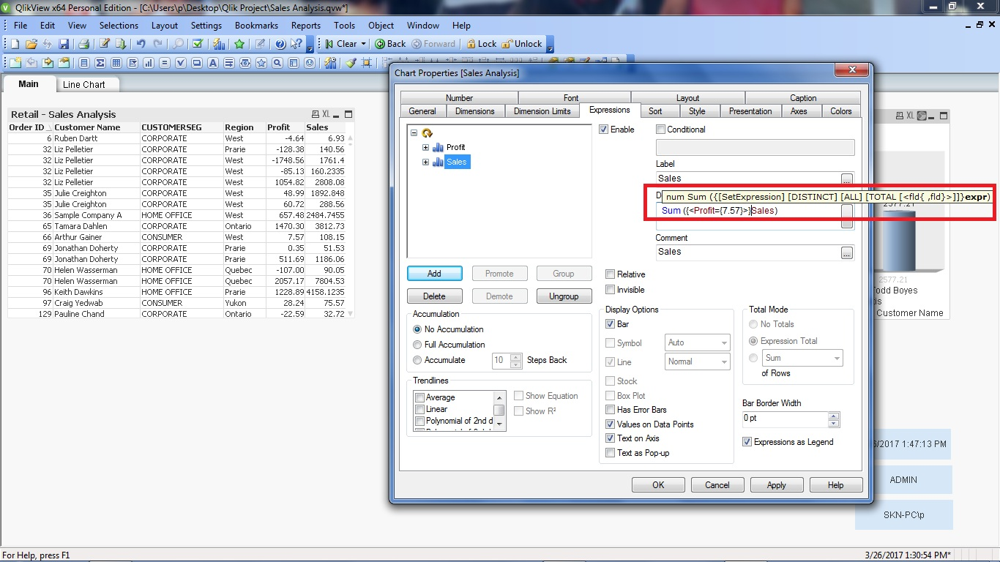 QlikView x64 Personal Edition - [C:\Users\p\Desktop\Qlik Project\Sales Analysis.qvw*]
File Edit View Selections Layout Settings Bookmarks Reports Tools Object Window Help
Clear Back Forward Lock Unlock
Main Line Chart
Retail - Sales Analysis XL
Order ID Customer Name CUSTOMERSEG Region Profit Sales
6 Ruben Dartt CORPORATE West -4.64 6.93
32 Liz Pelletier CORPORATE Prarie -128.38 140.56
32 Liz Pelletier CORPORATE West -1748.56 1761.4
32 Liz Pelletier CORPORATE West -85.13 160.2335
32 Liz Pelletier CORPORATE West 1054.82 2808.08
35 Julie Creighton CORPORATE West 48.99 1892.848
35 Julie Creighton CORPORATE West 60.72 288.56
36 Sample Company A HOME OFFICE West 657.48 2484.7455
65 Tamara Dahlen CORPORATE Ontario 1470.30 3812.73
66 Arthur Gainer CONSUMER West 7.57 108.15
69 Jonathan Doherty CORPORATE Prarie 0.35 51.53
69 Jonathan Doherty CORPORATE Prarie 511.69 1186.06
70 Helen Wasserman HOME OFFICE Quebec -107.00 90.05
70 Helen Wasserman HOME OFFICE Quebec 2057.17 7804.53
96 Keith Dawkins HOME OFFICE Prarie 1228.89 4158.1235
97 Craig Yedwab CONSUMER Yukon 28.24 75.57
129 Pauline Chand CORPORATE Ontario -22.59 32.72
Chart Properties [Sales Analysis]
Number Font Layout Caption
General Dimensions Dimension Limits Expressions Sort Style Presentation Axes Colors
Profit
Sales
Enable
Conditional
Label
Sales
...
D
num Sum ({[SetExpression] [DISTINCT] [ALL] [TOTAL [<fld{ ,fld}>]]}expr)
Sum ({<Profit={7.57}>}Sales)
Comment
Sales
...
Add Promote Group
Delete Demote Ungroup
Relative
Invisible
Accumulation
No Accumulation
Full Accumulation
Accumulate 10 Steps Back
Trendlines
Average
Linear
Polynomial of 2nd d
Show Equation
Show R²
Display Options
Bar
Symbol Auto
Line Normal
Stock
Box Plot
Has Error Bars
Values on Data Points
Text on Axis
Text as Pop-up
Total Mode
No Totals
Expression Total
Sum
of Rows
Bar Border Width
0 pt
Expressions as Legend
OK Cancel Apply Help
XL
2577.21
2577.21
odd Boyes
Customer Name
6/2017 1:47:13 PM
ADMIN
SKN-PC\p
For Help, press F1
3/26/2017 1:30:54 PM*